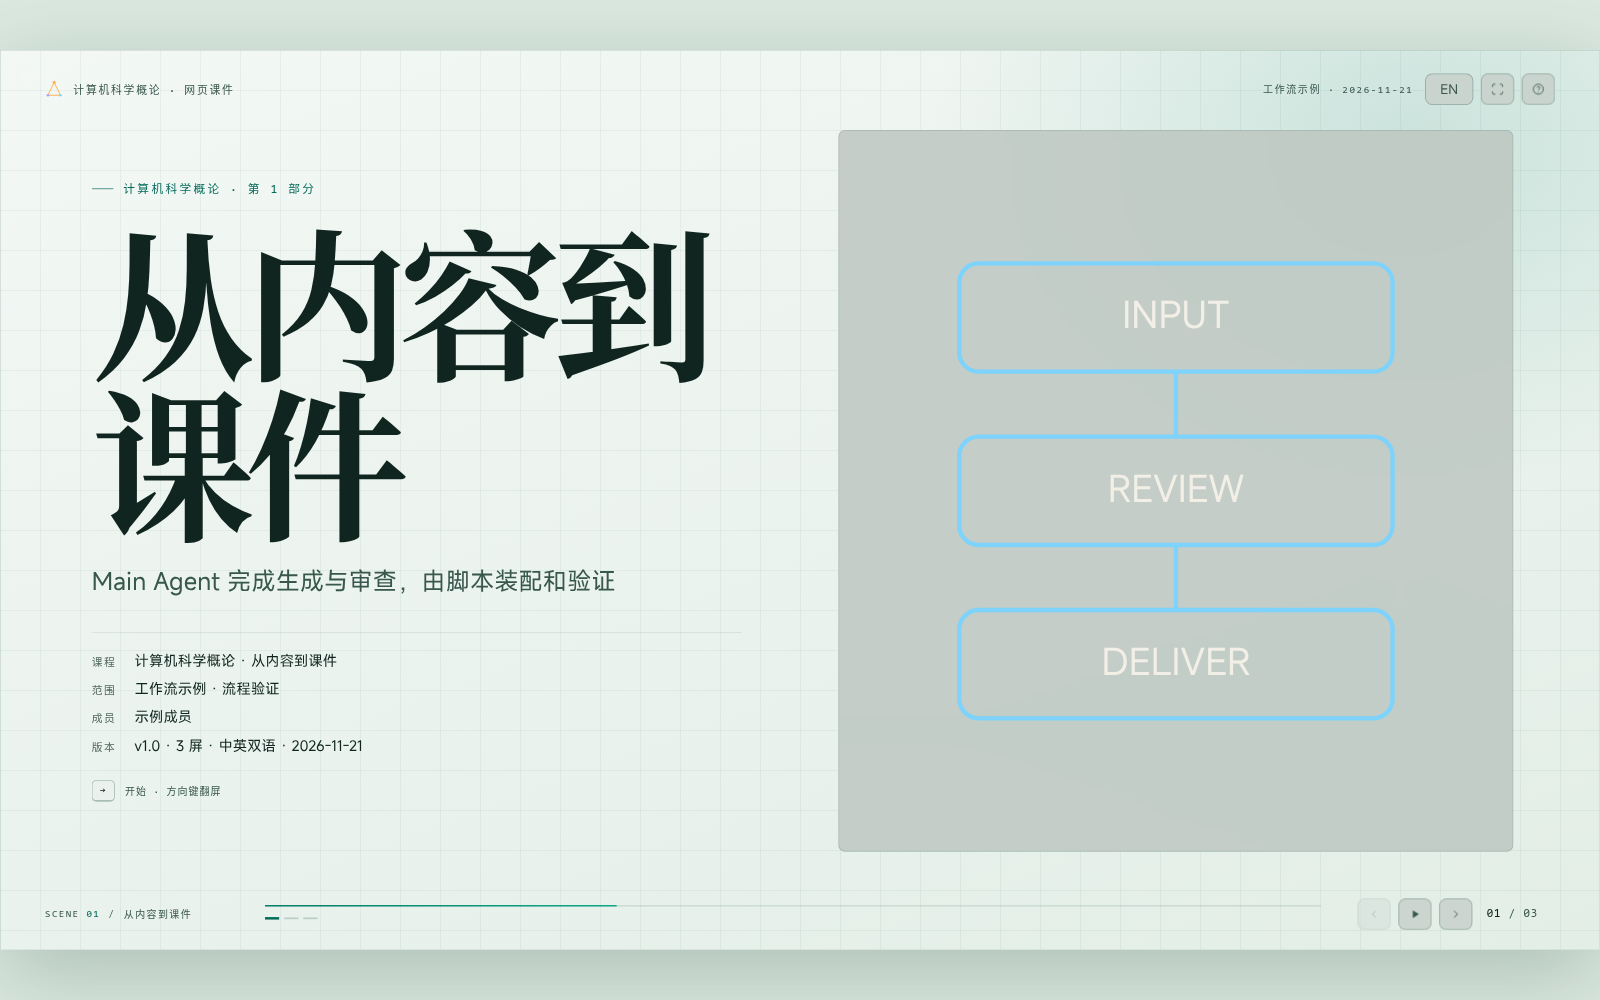 计算机科学概论 · 网页课件
工作流示例 · 2026-11-21
EN
计算机科学概论 · 第 1 部分
从内容到
课件
Main Agent 完成生成与审查，由脚本装配和验证
课程 计算机科学概论 · 从内容到课件
范围 工作流示例 · 流程验证
成员 示例成员
版本 v1.0 · 3 屏 · 中英双语 · 2026-11-21
→ 开始 · 方向键翻屏
INPUT
REVIEW
DELIVER
SCENE 01 / 从内容到课件
01 / 03